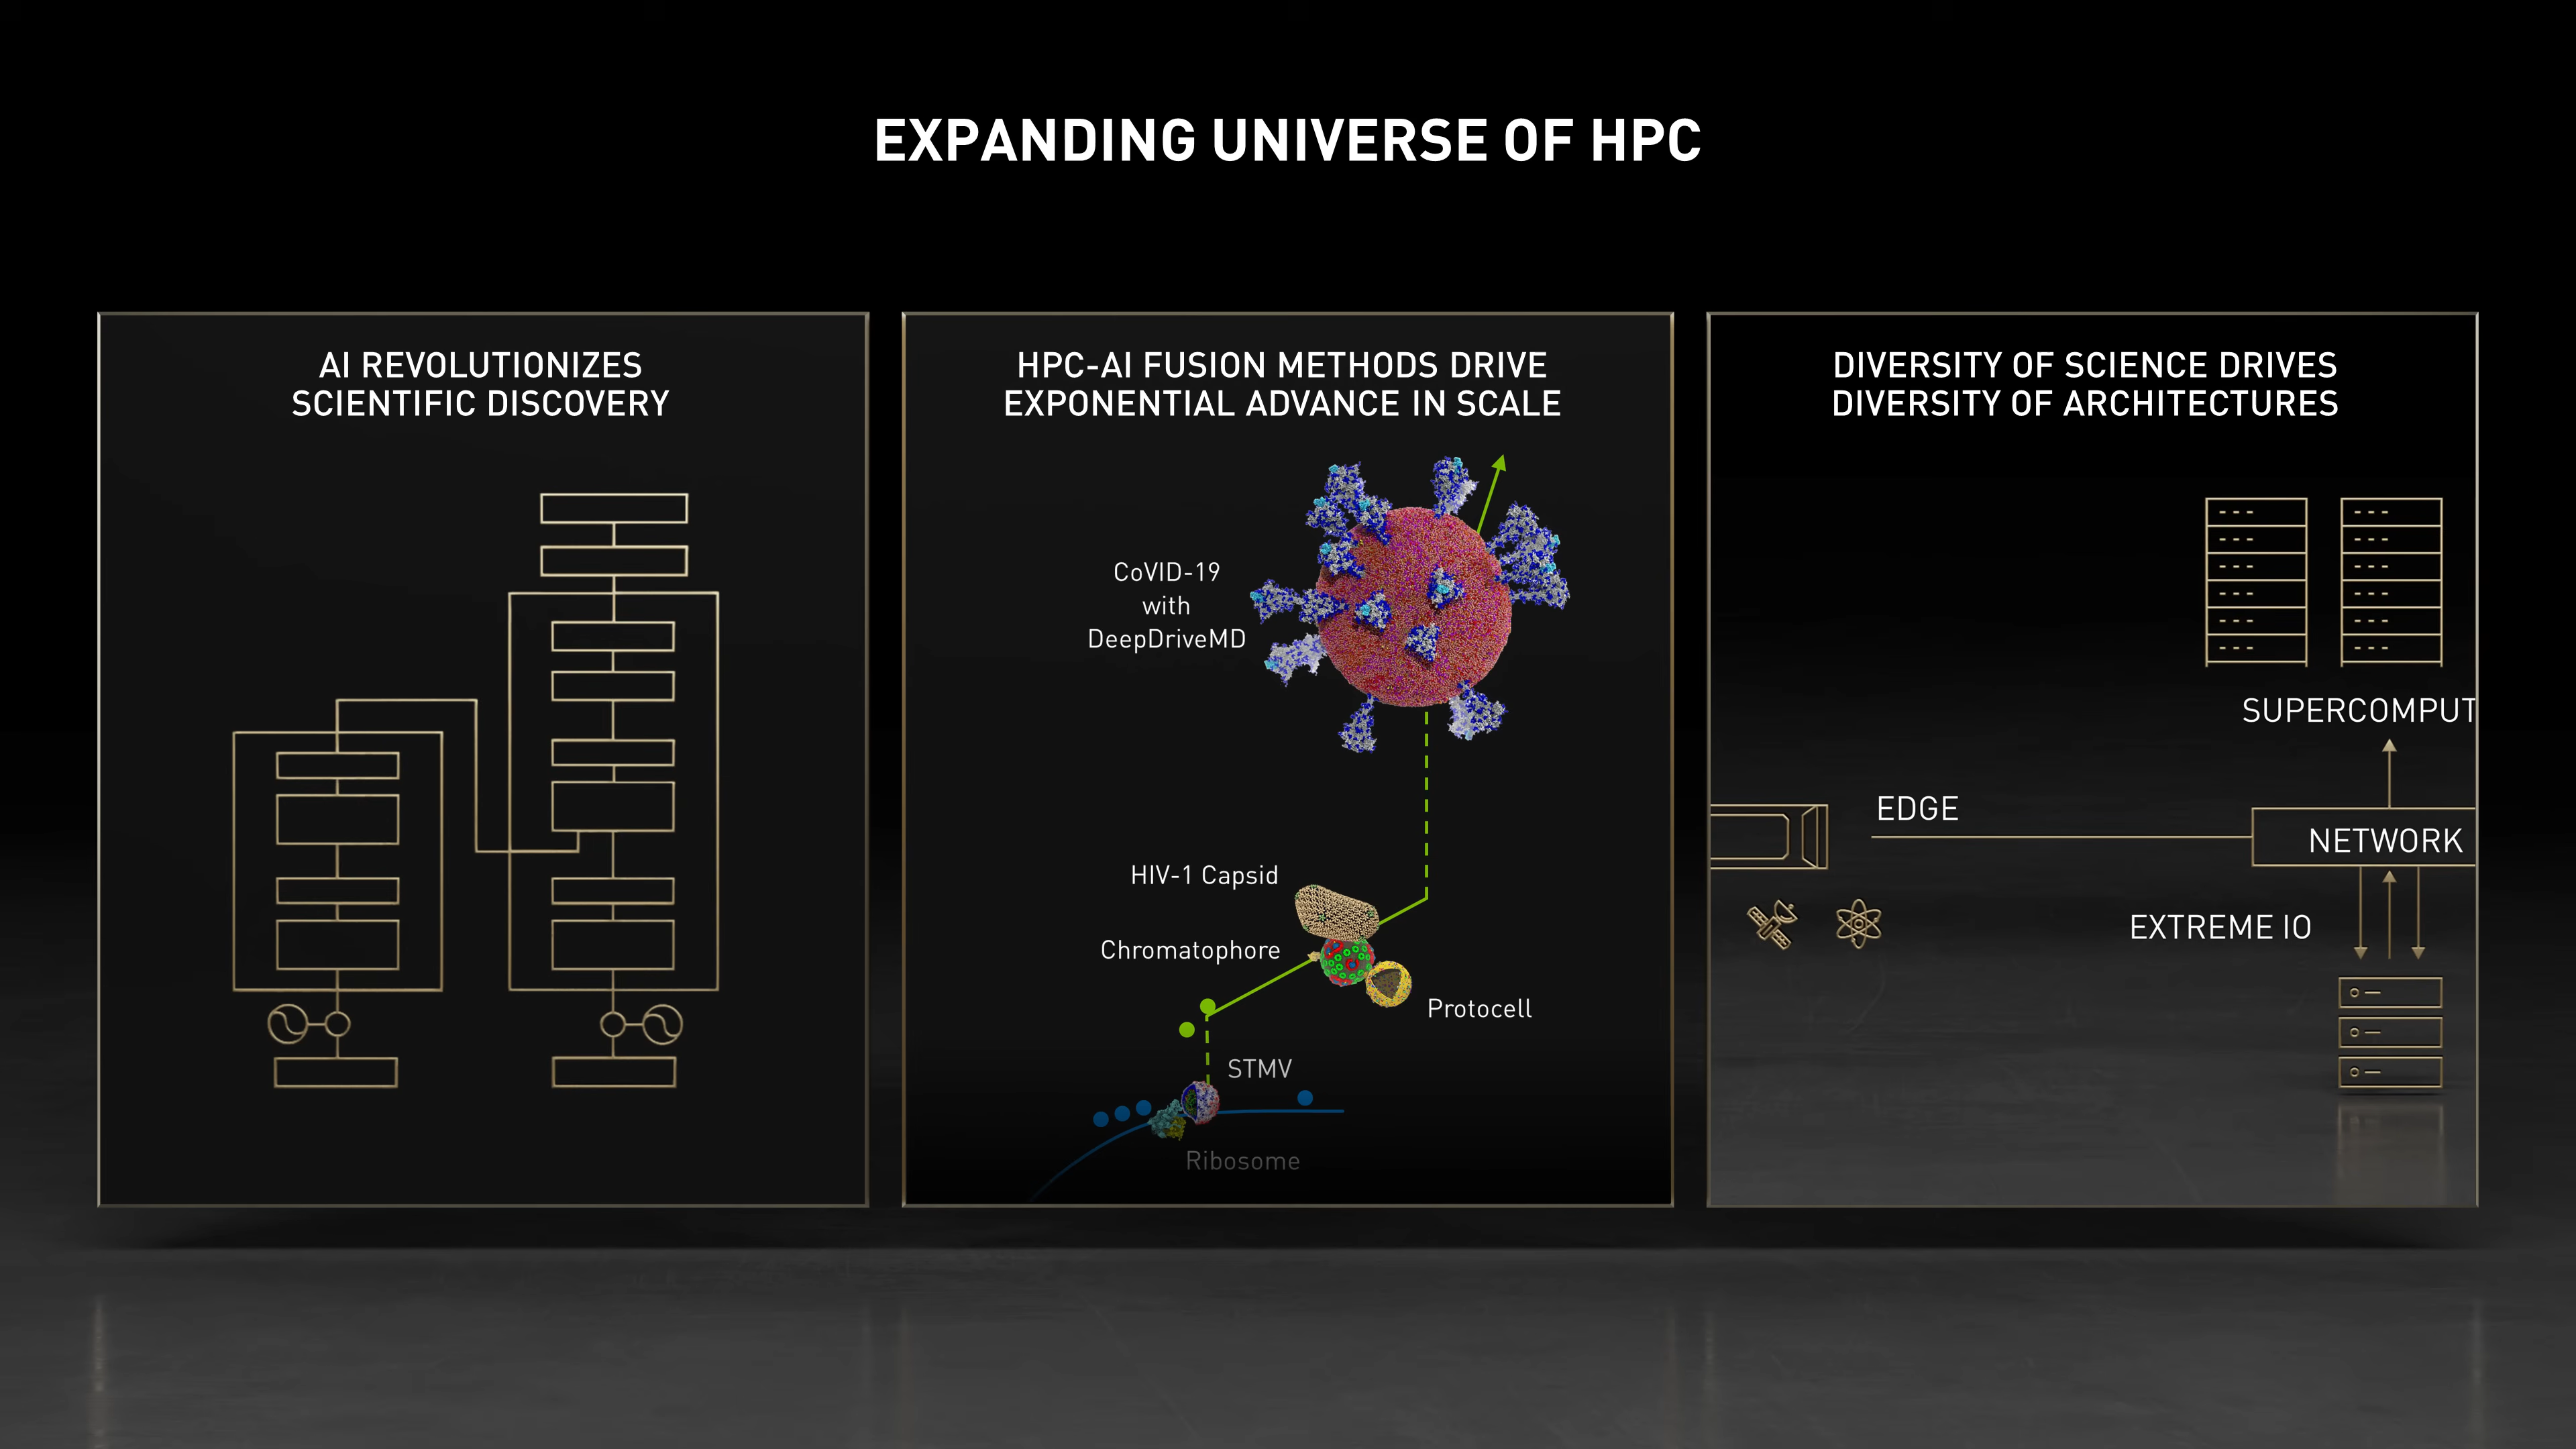 EXPANDING UNIVERSE OF HPC
AI REVOLUTIONIZES
SCIENTIFIC DISCOVERY
HPC-AI FUSION METHODS DRIVE
EXPONENTIAL ADVANCE IN SCALE
CoVID-19
with
DeepDriveMD
HIV-1 Capsid
Chromatophore
Protocell
STMV
Ribosome
DIVERSITY OF SCIENCE DRIVES
DIVERSITY OF ARCHITECTURES
SUPERCOMPUT
EDGE
NETWORK
EXTREME IO